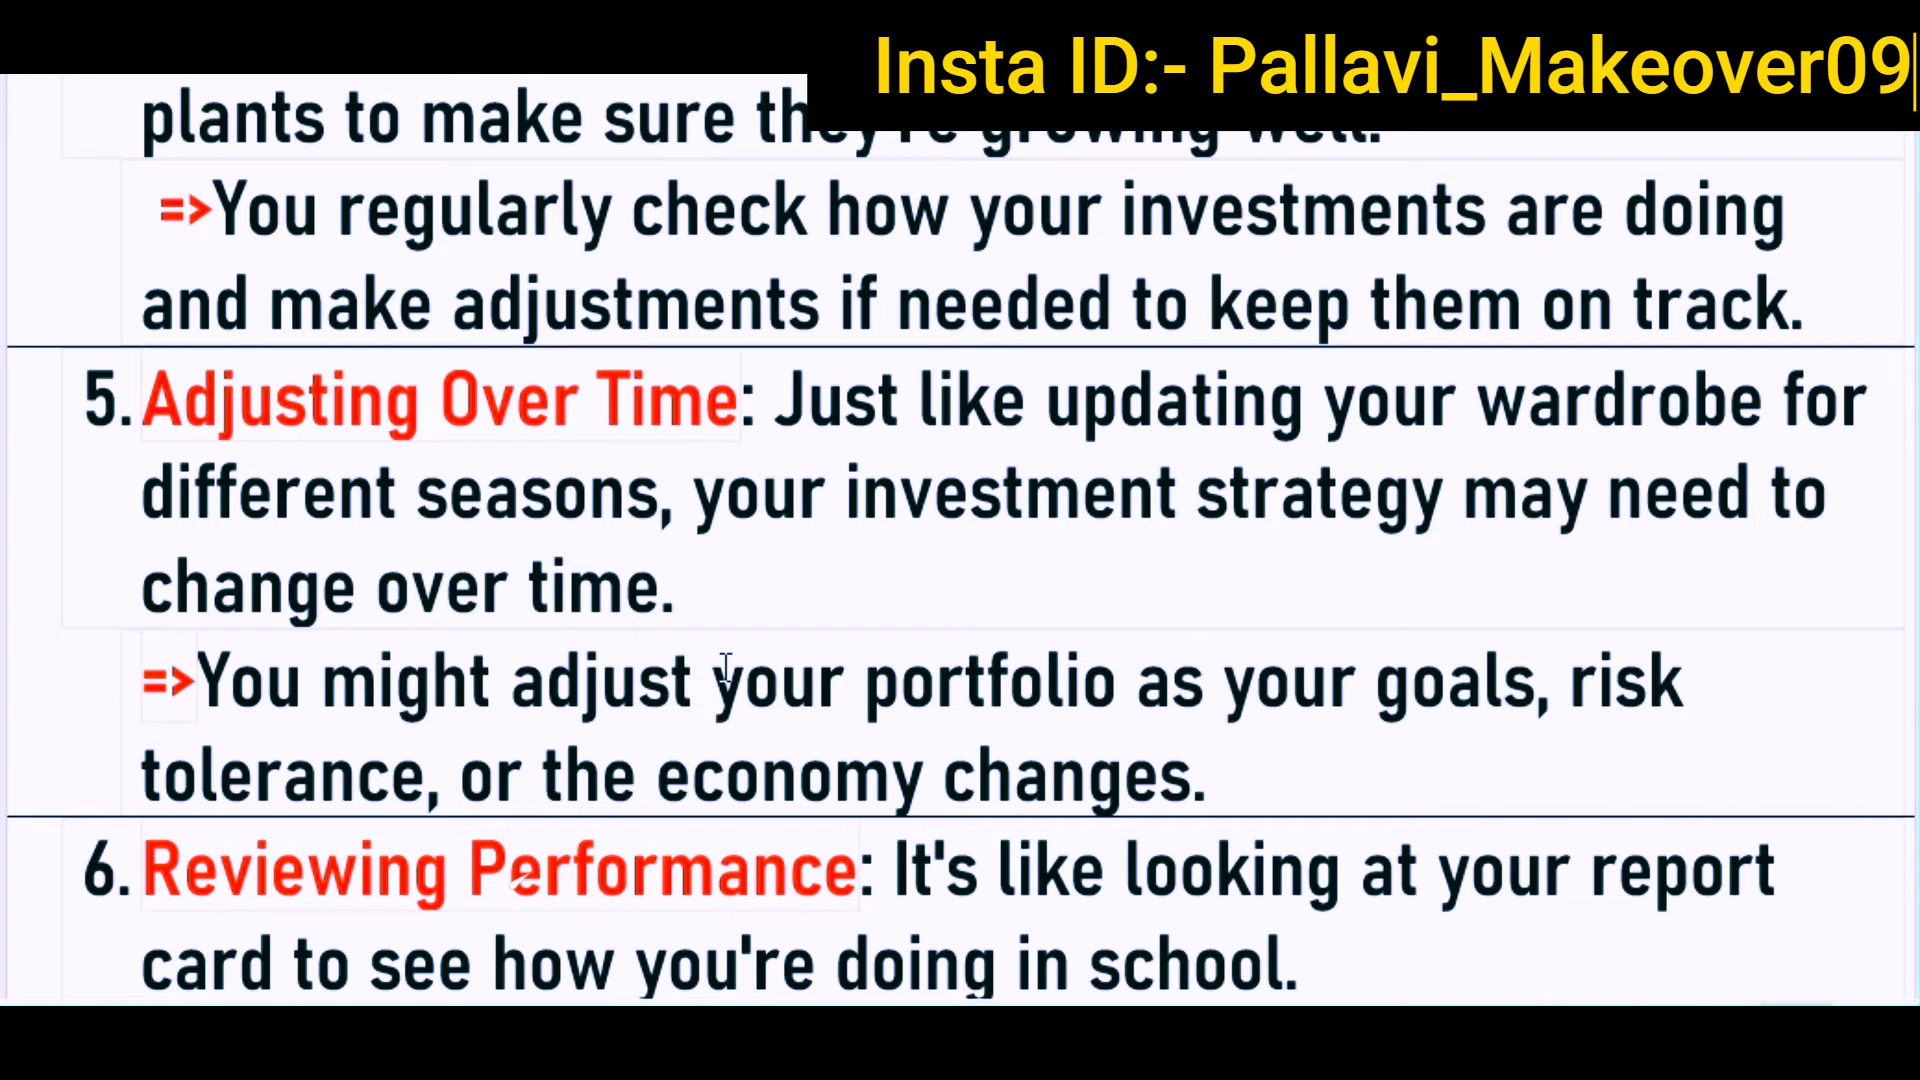 Insta ID:- Pallavi_Makeover09
plants to make sure they're growing well.
=>You regularly check how your investments are doing
and make adjustments if needed to keep them on track.
5. Adjusting Over Time: Just like updating your wardrobe for
different seasons, your investment strategy may need to
change over time.
=>You might adjust your portfolio as your goals, risk
tolerance, or the economy changes.
6. Reviewing Performance: It's like looking at your report
card to see how you're doing in school.